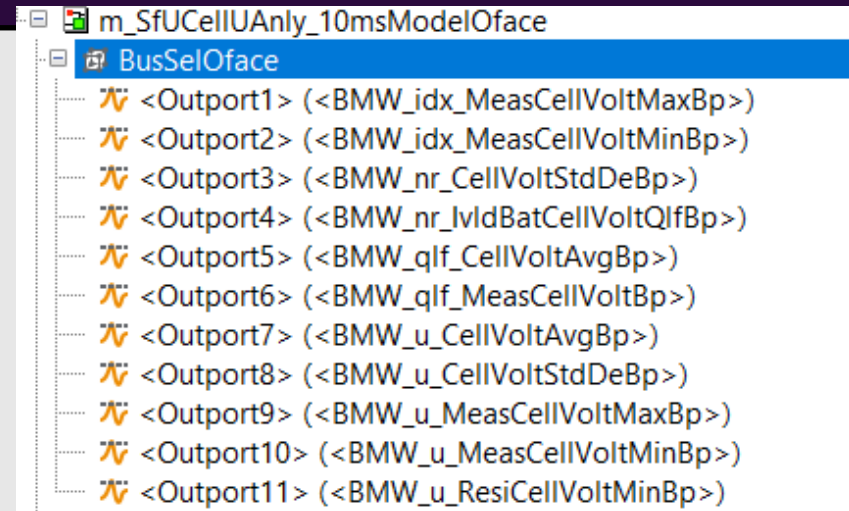 m_SfUCellUAnly_10msModelOface
BusSelOface
<Outport1> (<BMW_idx_MeasCellVoltMaxBp>)
<Outport2> (<BMW_idx_MeasCellVoltMinBp>)
<Outport3> (<BMW_nr_CellVoltStdDeBp>)
<Outport4> (<BMW_nr_IvldBatCellVoltQlfBp>)
<Outport5> (<BMW_qlf_CellVoltAvgBp>)
<Outport6> (<BMW_qlf_MeasCellVoltBp>)
<Outport7> (<BMW_u_CellVoltAvgBp>)
<Outport8> (<BMW_u_CellVoltStdDeBp>)
<Outport9> (<BMW_u_MeasCellVoltMaxBp>)
<Outport10> (<BMW_u_MeasCellVoltMinBp>)
<Outport11> (<BMW_u_ResiCellVoltMinBp>)